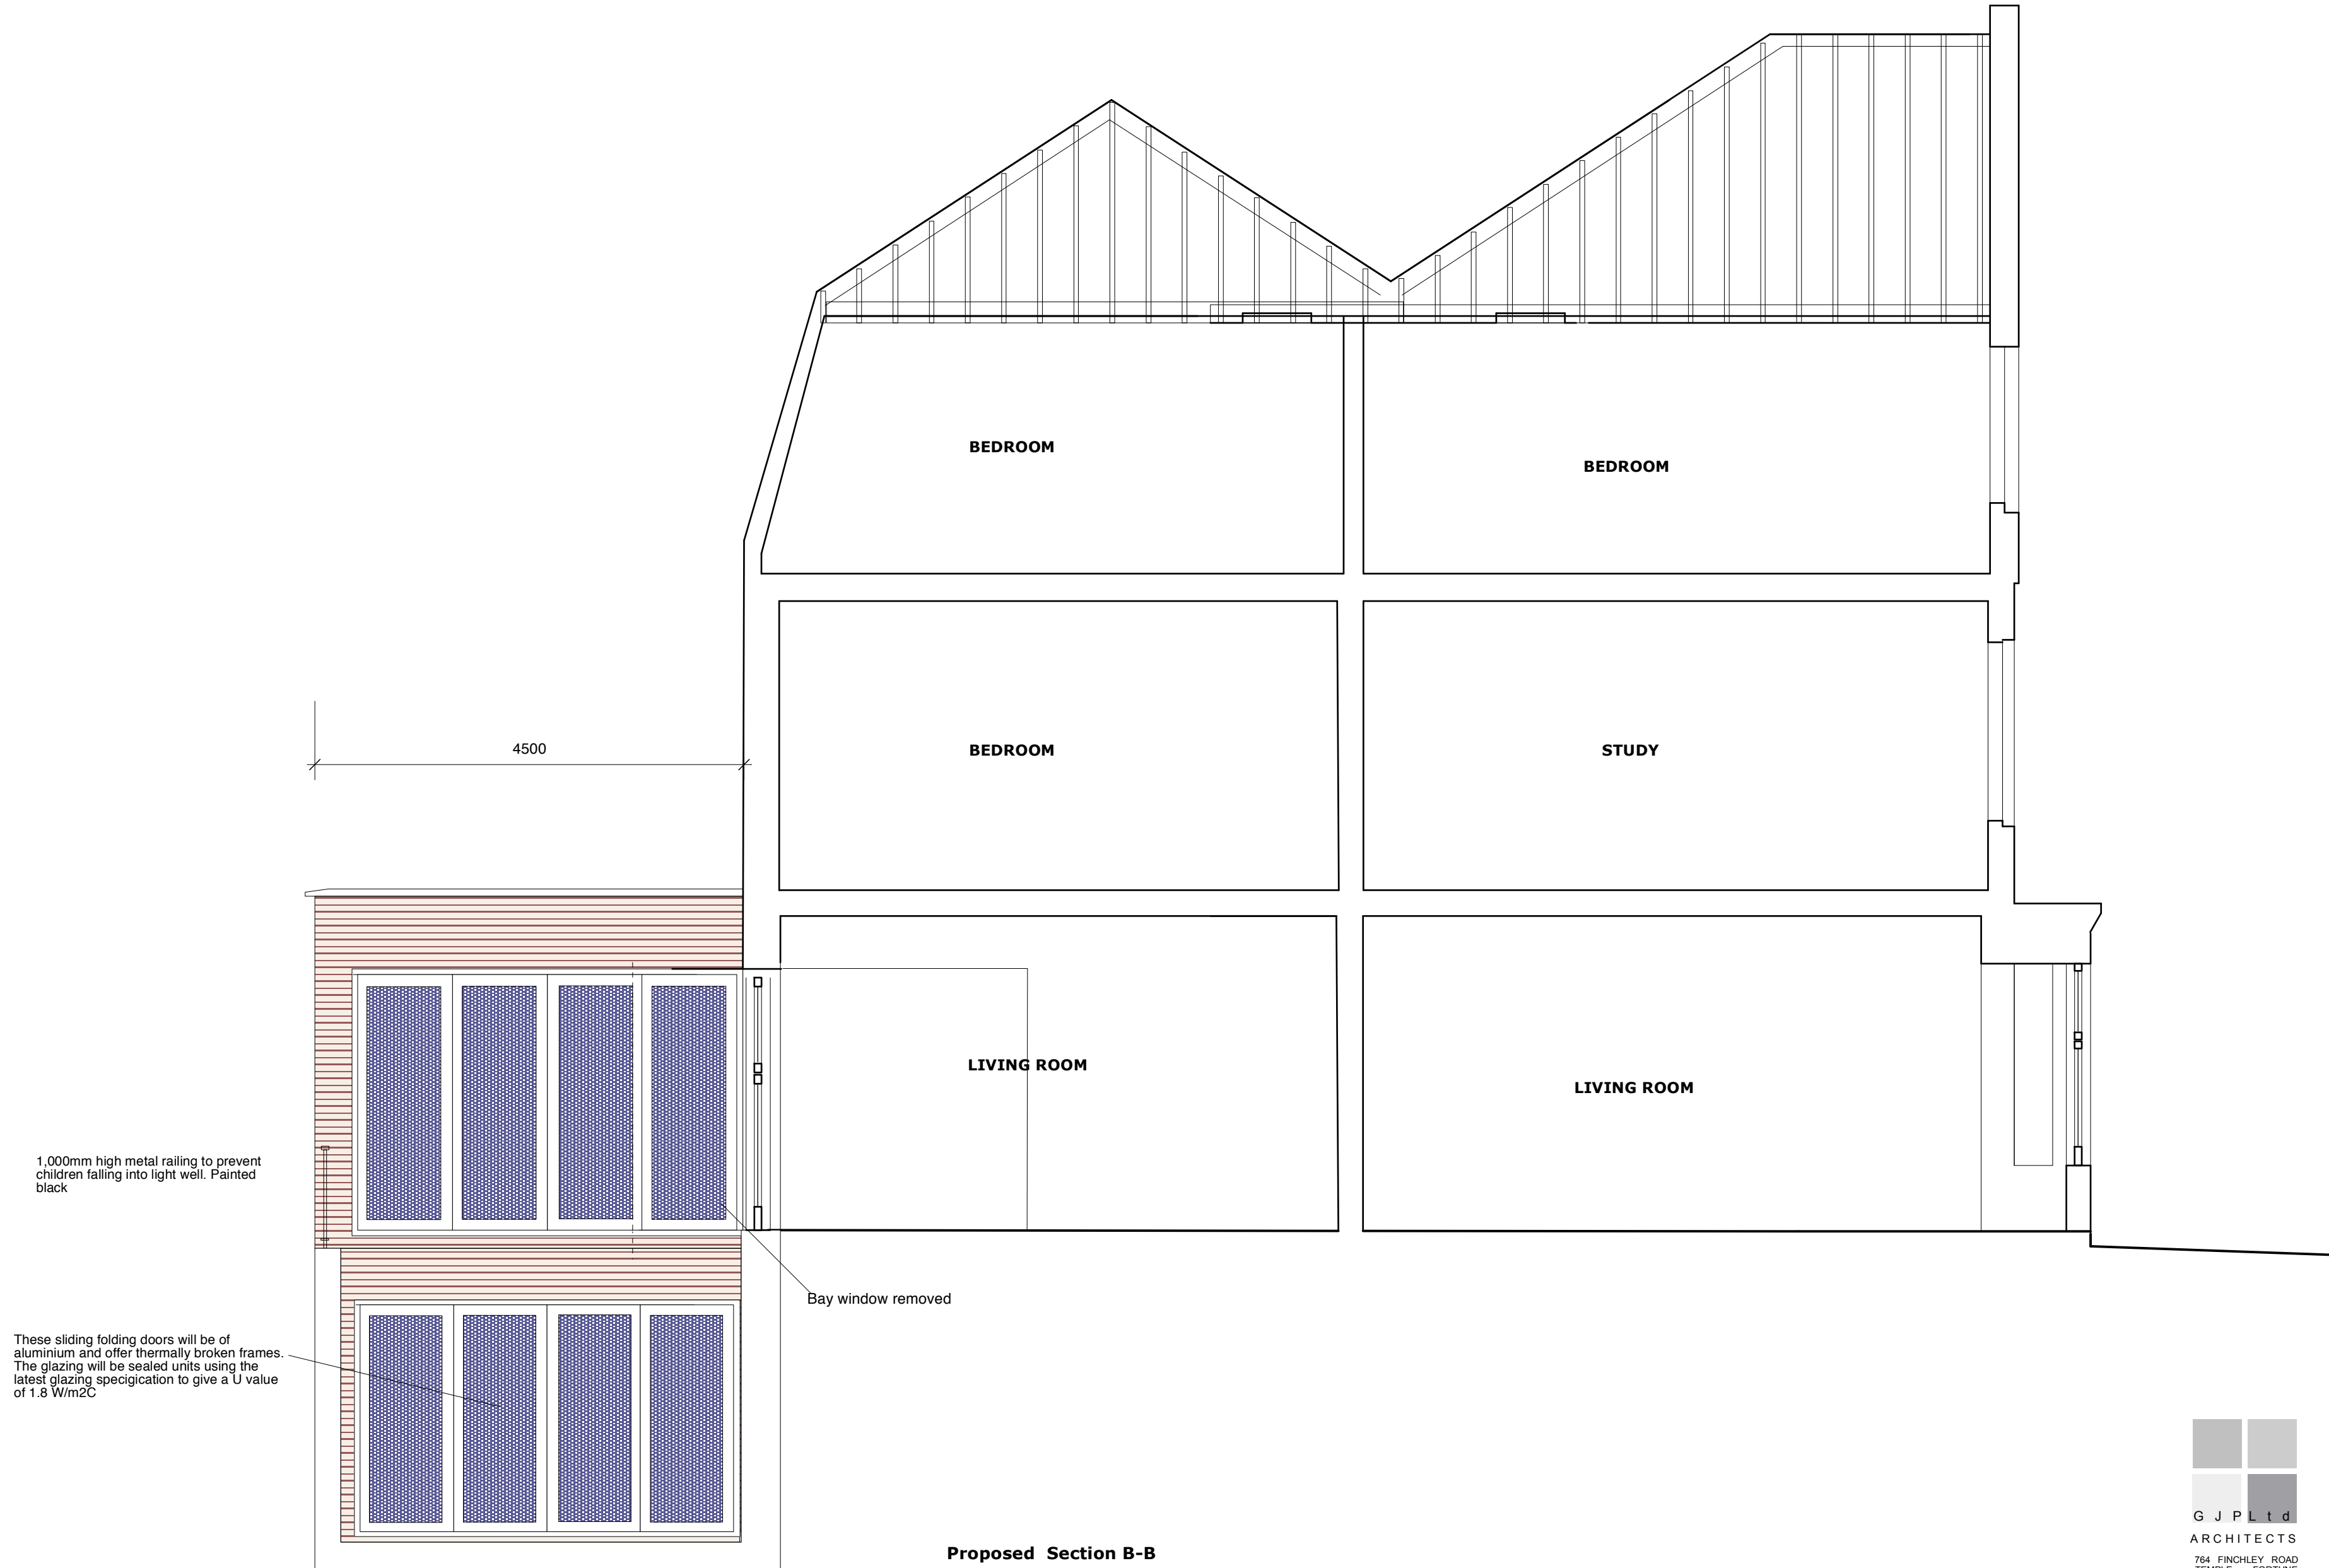 BEDROOM
BEDROOM
4500
BEDROOM
STUDY
LIVING ROOM
LIVING ROOM
1,000mm high metal railing to prevent
children falling into light well. Painted
black
Bay window removed
These sliding folding doors will be of
aluminium and offer thermally broken frames.
The glazing will be sealed units using the
latest glazing specigication to give a U value
of 1.8 W/m2C
Proposed Section B-B
G J P L t d
ARCHITECTS
764 FINCHLEY ROAD
TEMPLE FORTUNE